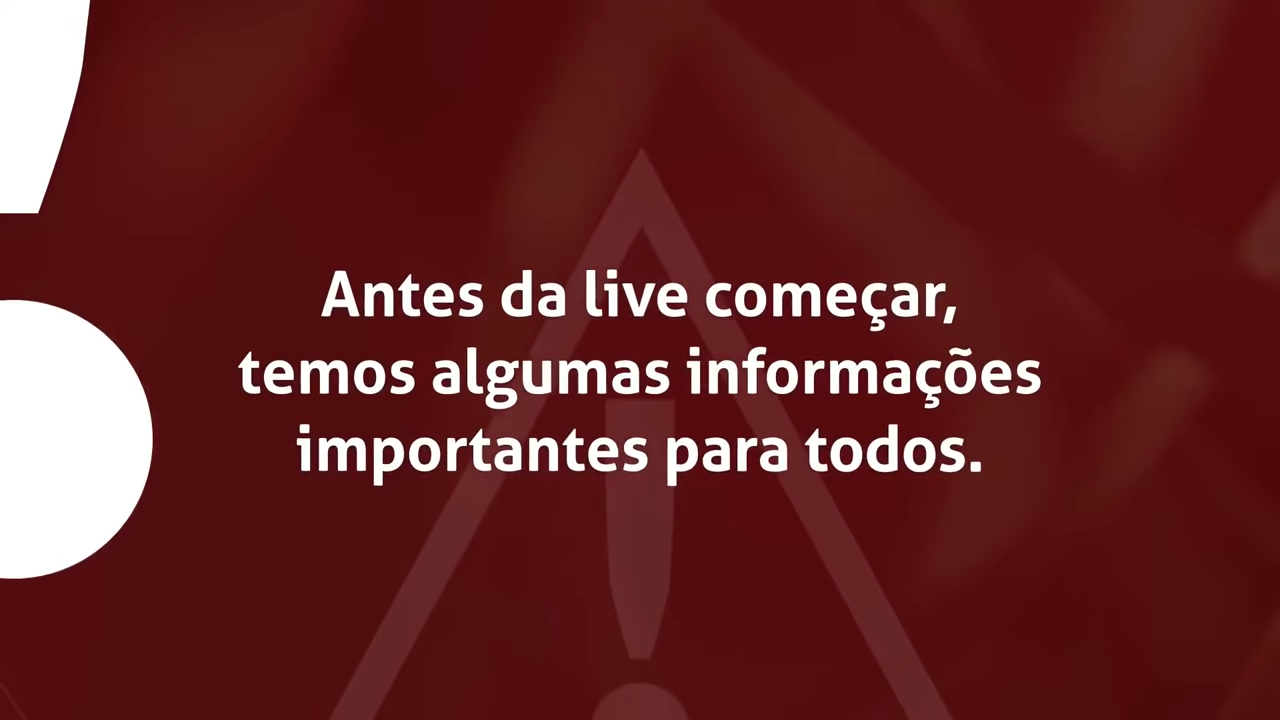 Antes da live começar,
temos algumas informações
importantes para todos.